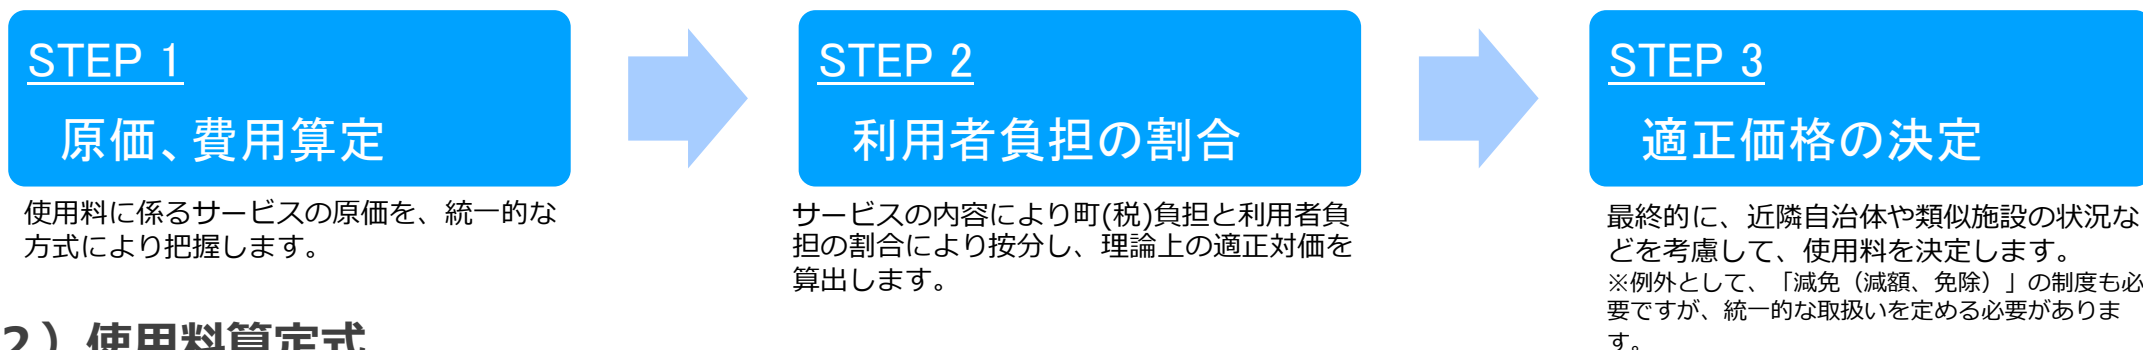 STEP 1
原価、費用算定
使用料に係るサービスの原価を、統一的な
方式により把握します。
STEP 2
利用者負担の割合
サービスの内容により町(税)負担と利用者負
担の割合により按分し、理論上の適正対価を
算出します。
STEP 3
適正価格の決定
最終的に、近隣自治体や類似施設の状況な
どを考慮して、使用料を決定します。
※例外として、「減免（減額、免除）」の制度も必
要ですが、統一的な取扱いを定める必要がありま
す。
２）使用料算定式